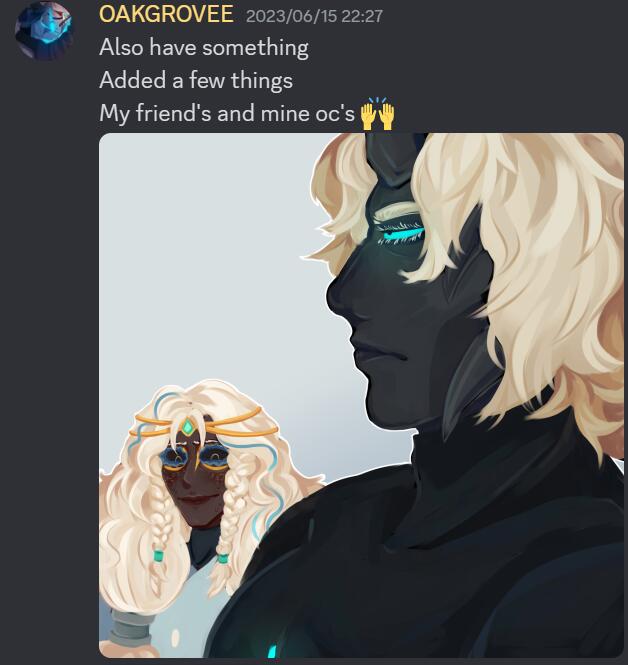 OAKGROVEE 2023/06/15 22:27
Also have something
Added a few things
My friend's and mine oc's 🙌